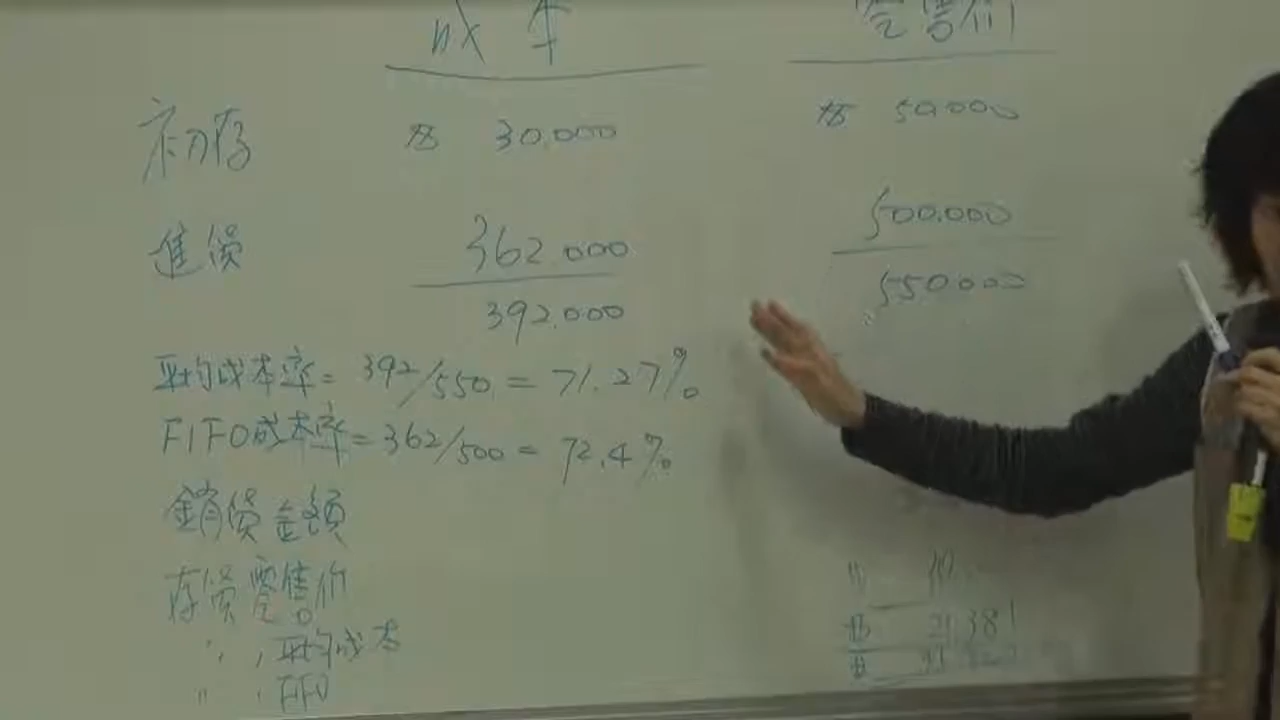 成本 零售價
初存 $ 30,000 $ 50,000
進貨 362,000 500,000
392,000 550,000
平均成本率= 392/550 = 71.27%
FIFO成本率= 362/500 = 72.4%
銷貨金額
存貨零售价
〃 , 平均成本
〃 , FIFO